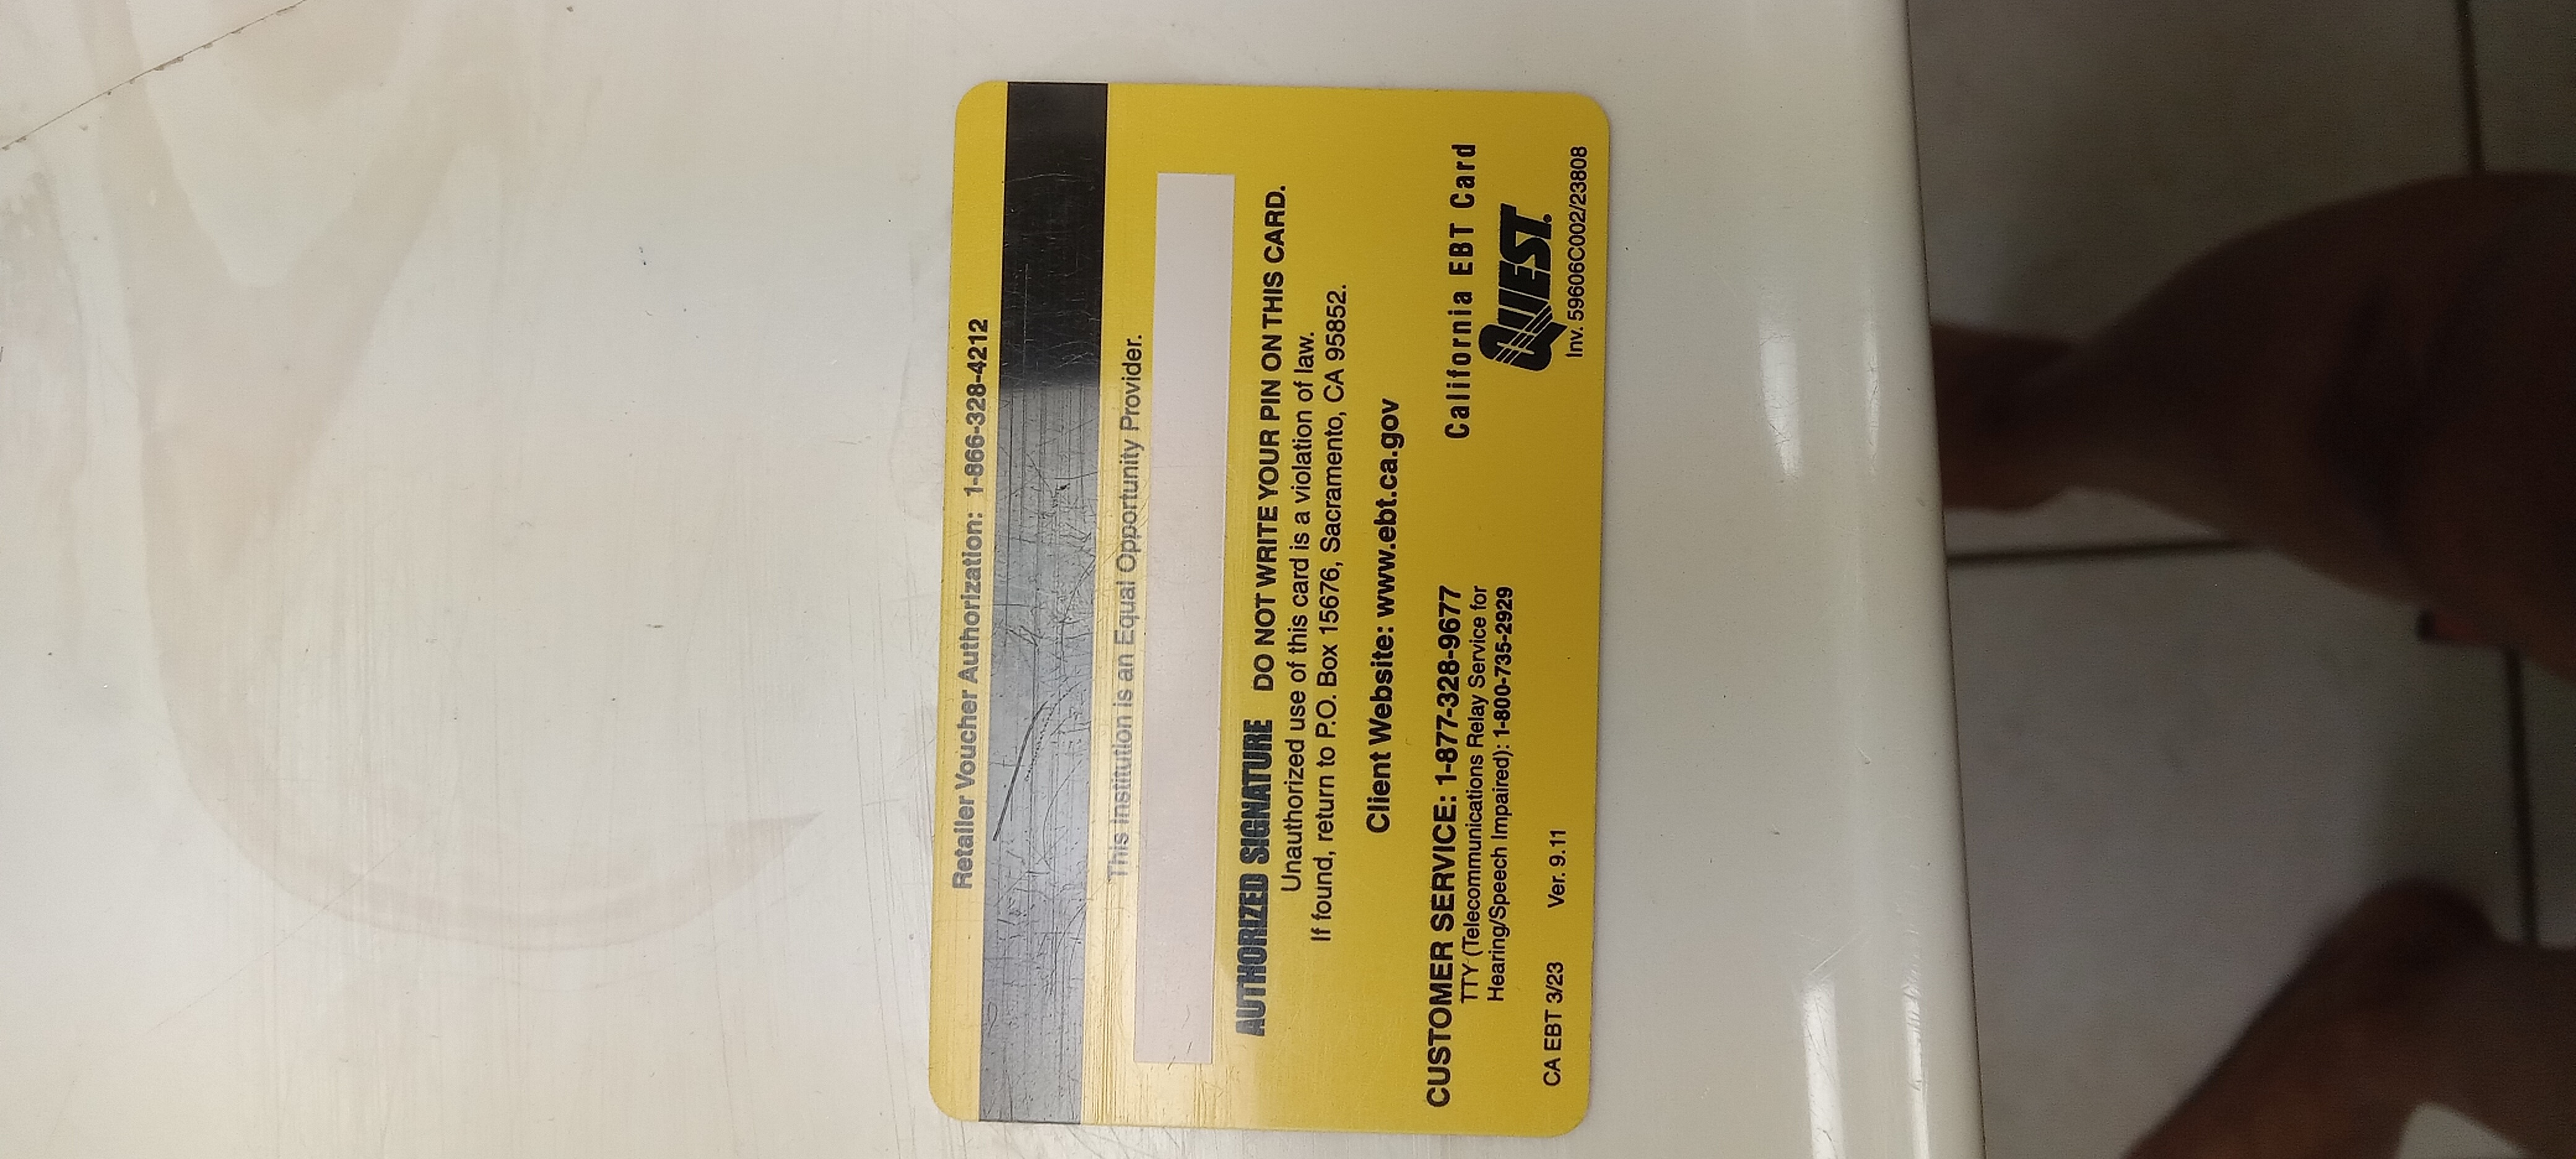 Retailer Voucher Authorization: 1-866-328-4212
This institution is an Equal Opportunity Provider.
AUTHORIZED SIGNATURE DO NOT WRITE YOUR PIN ON THIS CARD.
Unauthorized use of this card is a violation of law.
If found, return to P.O. Box 15676, Sacramento, CA 95852.
Client Website: www.ebt.ca.gov
CUSTOMER SERVICE: 1-877-328-9677
TTY (Telecommunications Relay Service for
Hearing/Speech Impaired): 1-800-735-2929
CA EBT 3/23 Ver. 9.11
California EBT Card
QUEST.
Inv. 59606C002/23808